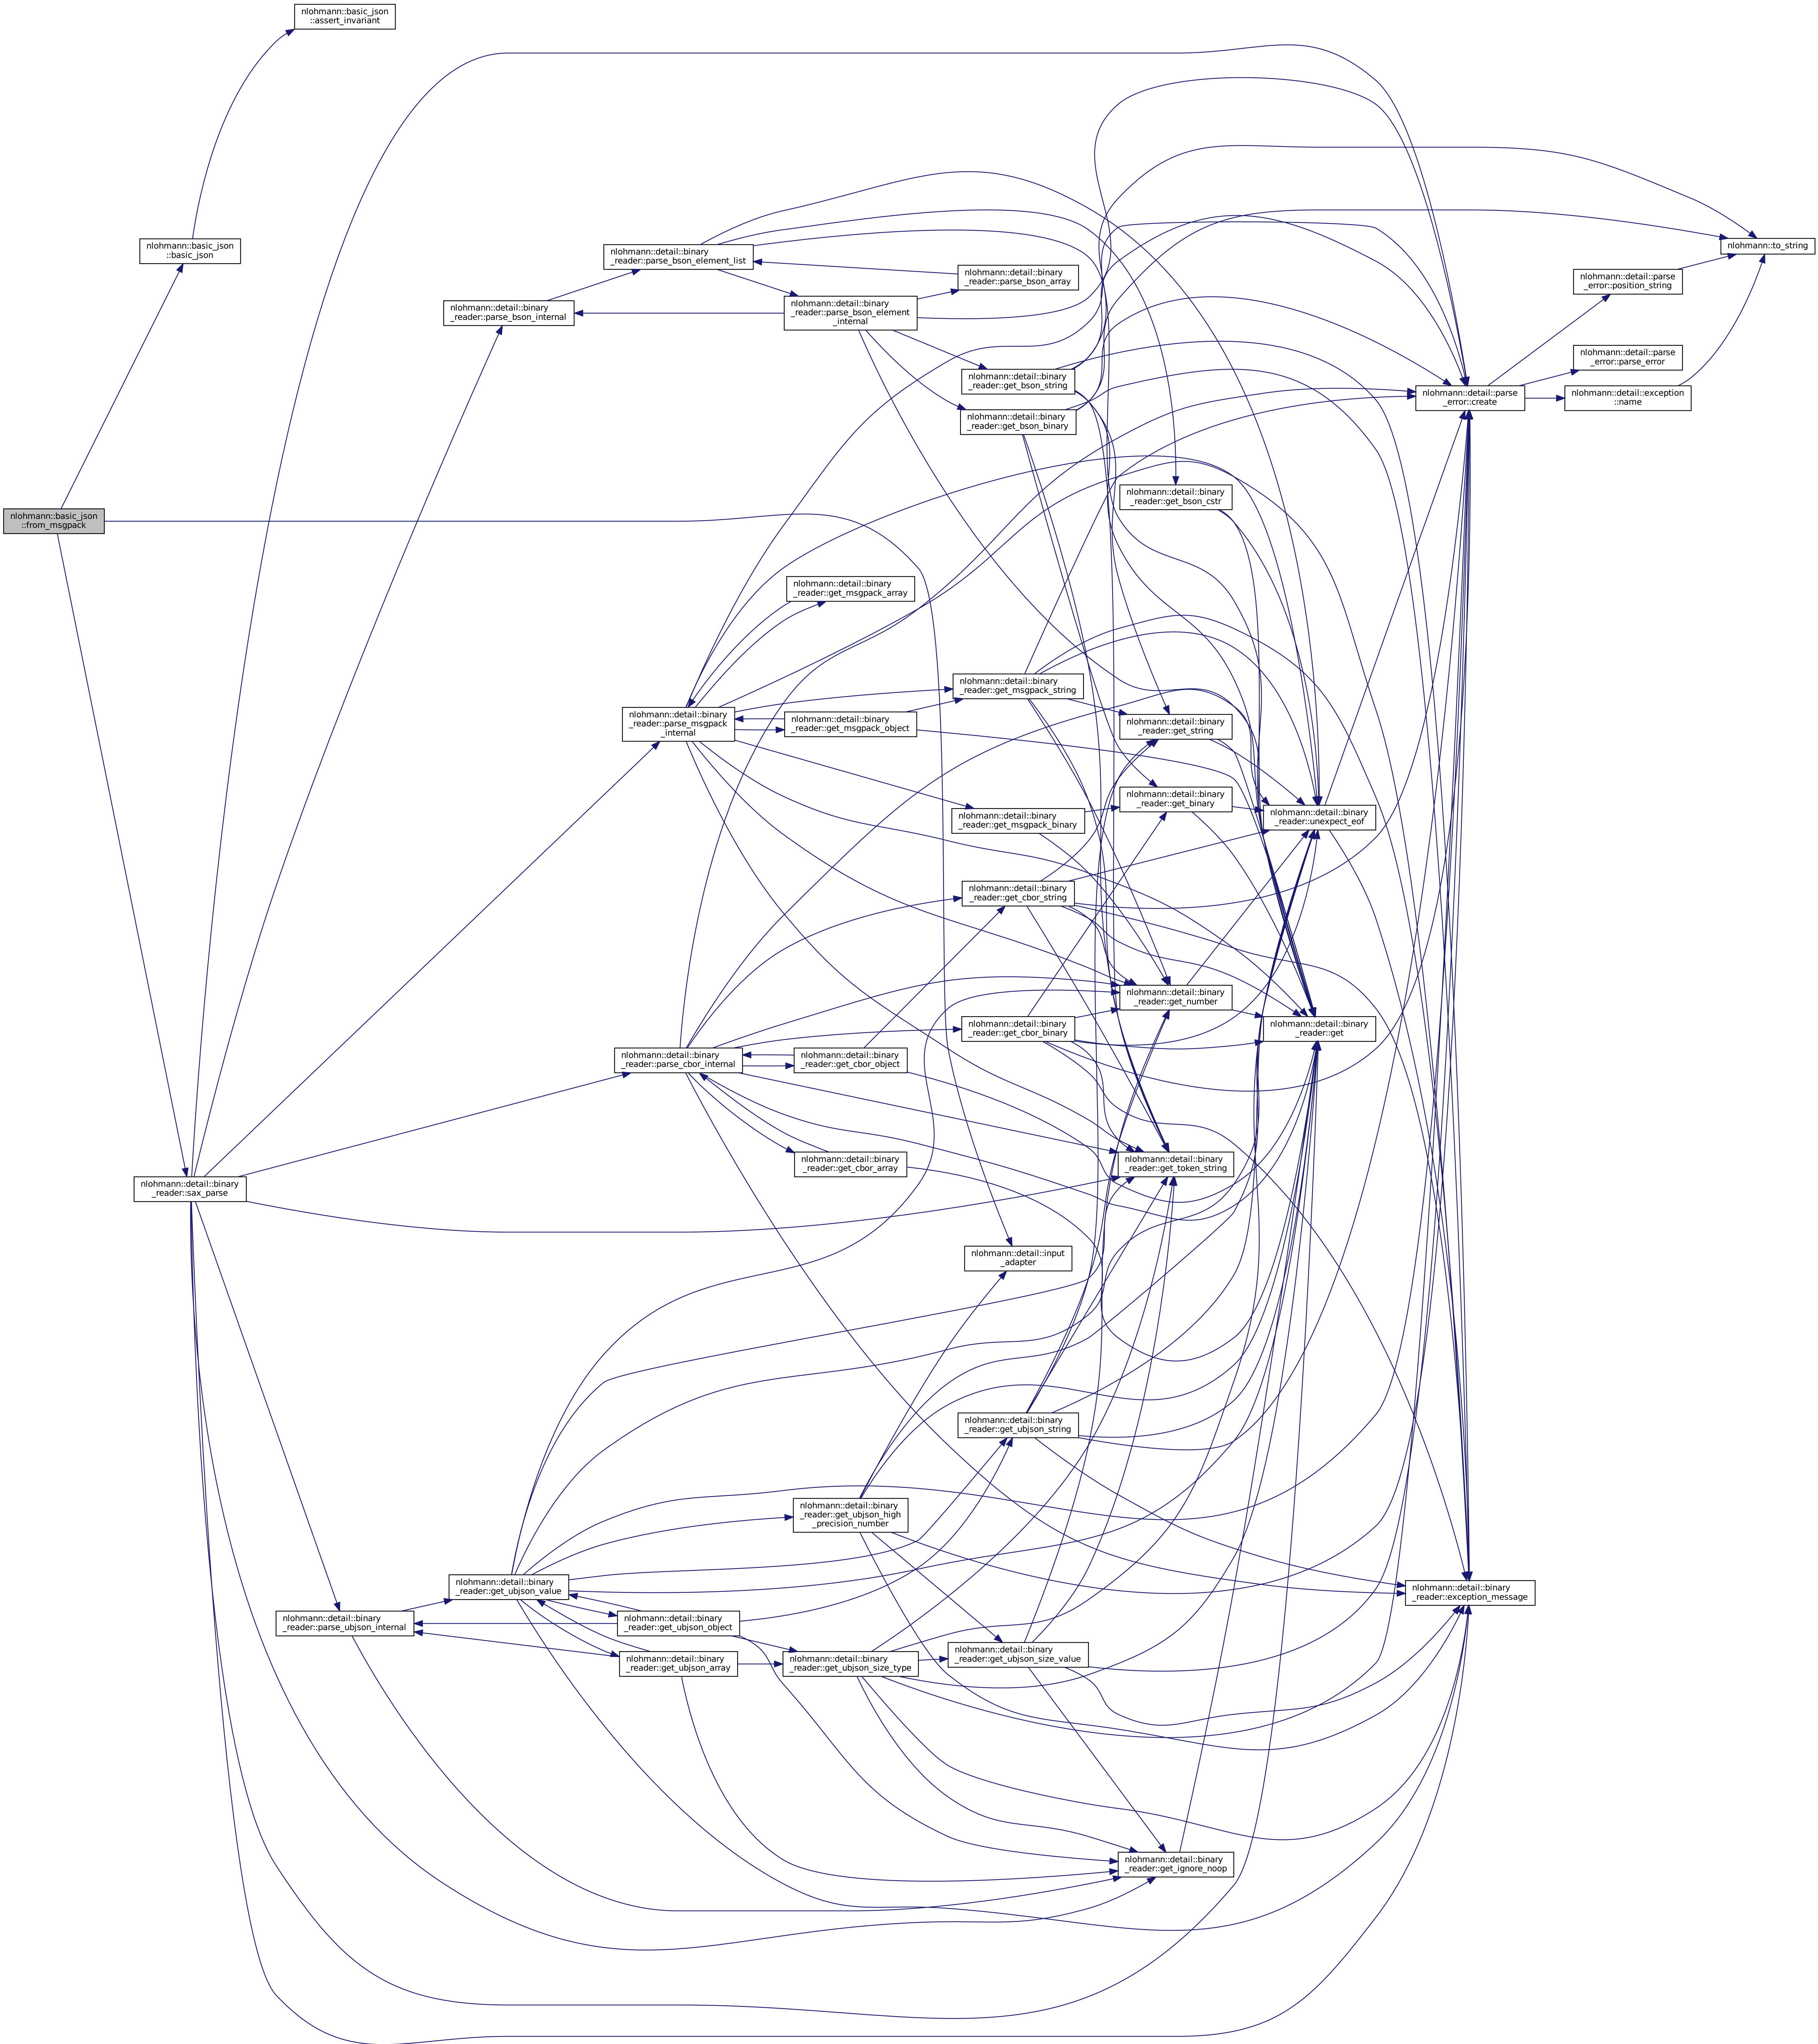 nlohmann::basic_json
::assert_invariant
nlohmann::basic_json
::basic_json
nlohmann::to_string
nlohmann::detail::binary
_reader::parse_bson_element_list
nlohmann::detail::binary
_reader::parse_bson_array
nlohmann::detail::parse
_error::position_string
nlohmann::detail::binary
_reader::parse_bson_internal
nlohmann::detail::binary
_reader::parse_bson_element
_internal
nlohmann::detail::parse
_error::parse_error
nlohmann::detail::binary
_reader::get_bson_string
nlohmann::detail::parse
_error::create
nlohmann::detail::exception
::name
nlohmann::detail::binary
_reader::get_bson_binary
nlohmann::detail::binary
_reader::get_bson_cstr
nlohmann::basic_json
::from_msgpack
nlohmann::detail::binary
_reader::get_msgpack_array
nlohmann::detail::binary
_reader::get_msgpack_string
nlohmann::detail::binary
_reader::parse_msgpack
_internal
nlohmann::detail::binary
_reader::get_msgpack_object
nlohmann::detail::binary
_reader::get_string
nlohmann::detail::binary
_reader::get_binary
nlohmann::detail::binary
_reader::unexpect_eof
nlohmann::detail::binary
_reader::get_msgpack_binary
nlohmann::detail::binary
_reader::get_cbor_string
nlohmann::detail::binary
_reader::get_number
nlohmann::detail::binary
_reader::get_cbor_binary
nlohmann::detail::binary
_reader::get
nlohmann::detail::binary
_reader::parse_cbor_internal
nlohmann::detail::binary
_reader::get_cbor_object
nlohmann::detail::binary
_reader::get_cbor_array
nlohmann::detail::binary
_reader::get_token_string
nlohmann::detail::binary
_reader::sax_parse
nlohmann::detail::input
_adapter
nlohmann::detail::binary
_reader::get_ubjson_string
nlohmann::detail::binary
_reader::get_ubjson_high
_precision_number
nlohmann::detail::binary
_reader::get_ubjson_value
nlohmann::detail::binary
_reader::exception_message
nlohmann::detail::binary
_reader::parse_ubjson_internal
nlohmann::detail::binary
_reader::get_ubjson_object
nlohmann::detail::binary
_reader::get_ubjson_array
nlohmann::detail::binary
_reader::get_ubjson_size_type
nlohmann::detail::binary
_reader::get_ubjson_size_value
nlohmann::detail::binary
_reader::get_ignore_noop